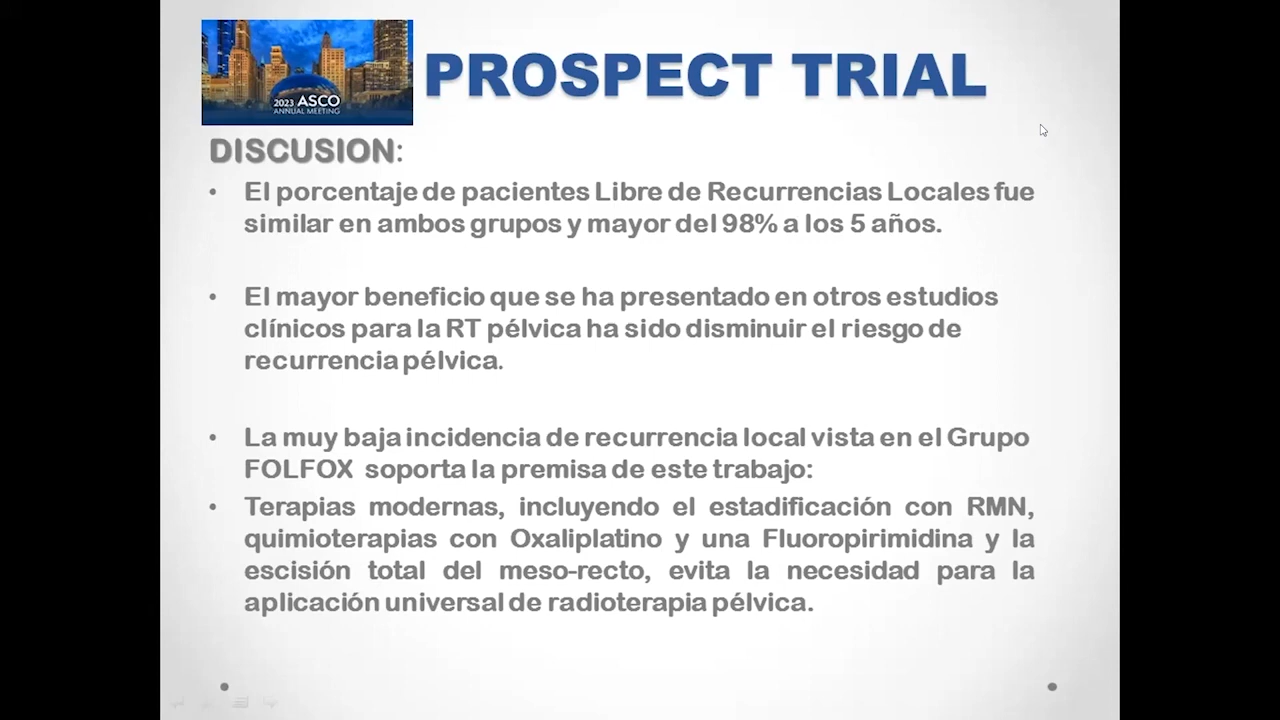 2023 ASCO
ANNUAL MEETING
PROSPECT TRIAL
DISCUSION:
• El porcentaje de pacientes Libre de Recurrencias Locales fue
similar en ambos grupos y mayor del 98% a los 5 años.
• El mayor beneficio que se ha presentado en otros estudios
clínicos para la RT pélvica ha sido disminuir el riesgo de
recurrencia pélvica.
• La muy baja incidencia de recurrencia local vista en el Grupo
FOLFOX soporta la premisa de este trabajo:
• Terapias modernas, incluyendo el estadificación con RMN,
quimioterapias con Oxaliplatino y una Fluoropirimidina y la
escisión total del meso-recto, evita la necesidad para la
aplicación universal de radioterapia pélvica.